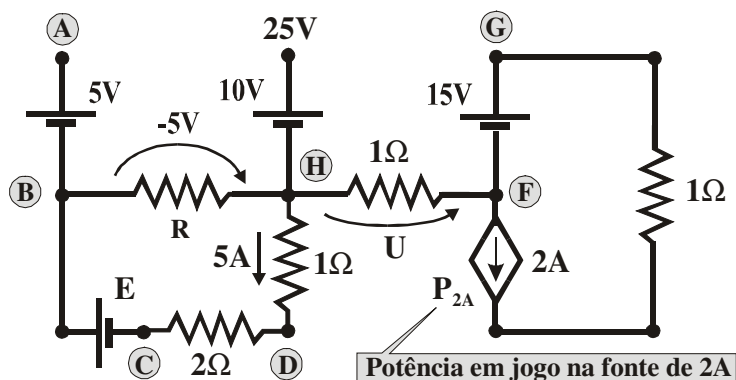 A
25V
G
5V
10V
15V
-5V
1Ω
H
B
F
1Ω
R
U
5A
1Ω
2A
E
P2A
C
2Ω
D
Potência em jogo na fonte de 2A